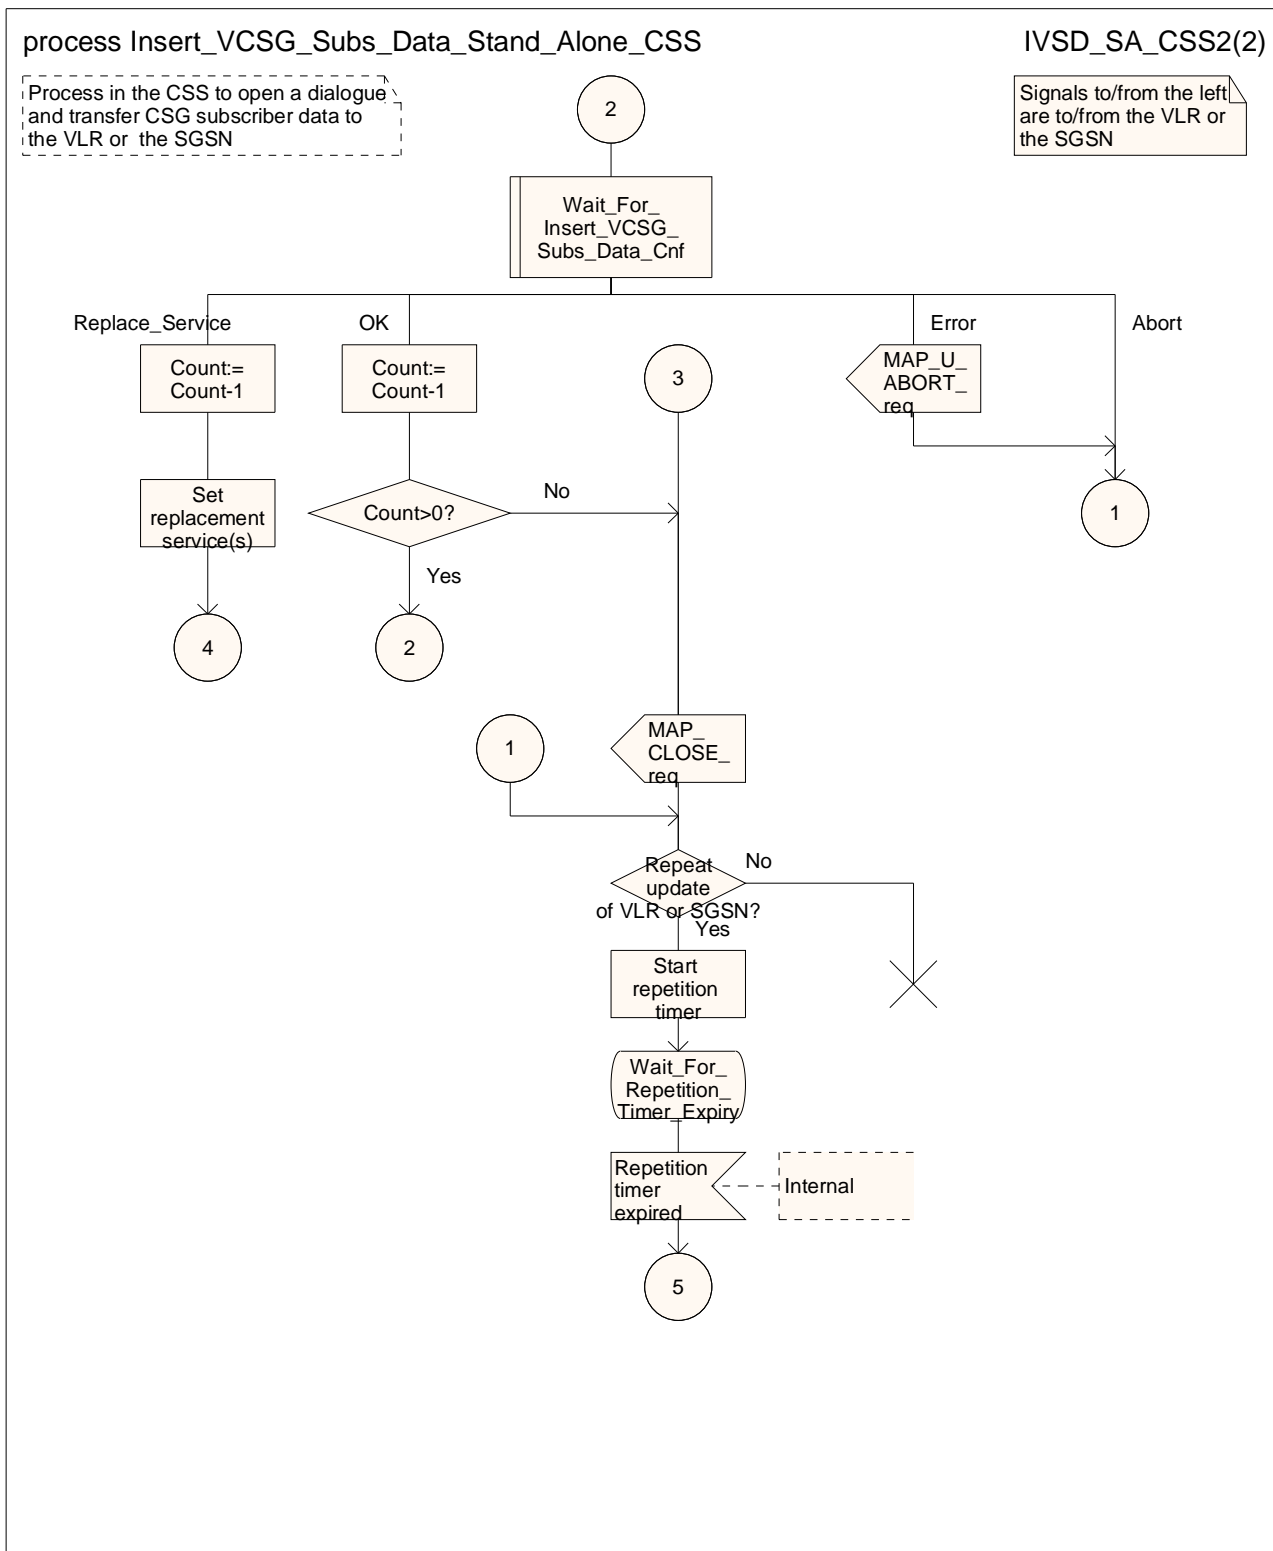 process Insert_VCSG_Subs_Data_Stand_Alone_CSS
IVSD_SA_CSS2(2)
Process in the CSS to open a dialogue
and transfer CSG subscriber data to
the VLR or  the SGSN
2
Signals to/from the left
are to/from the VLR or
the SGSN
Wait_For_
Insert_VCSG_
Subs_Data_Cnf
Replace_Service
OK
Error
Abort
Count:=
Count-1
Count:=
Count-1
3
MAP_U_
ABORT_
req
Set
replacement
service(s)
Count>0?
No
1
Yes
4
2
1
MAP_
CLOSE_
req
Repeat
update
of VLR or SGSN?
No
Yes
Start
repetition
timer
Wait_For_
Repetition_
Timer_Expiry
Repetition
timer
expired
Internal
5